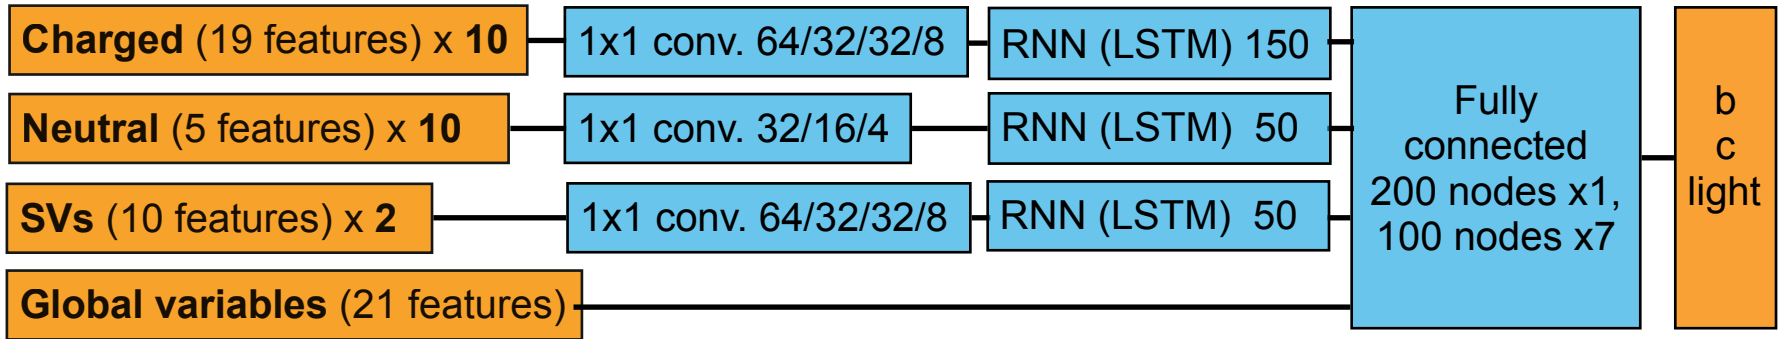 Charged (19 features) x 10
1x1 conv. 64/32/32/8
RNN (LSTM) 150
Neutral (5 features) x 10
1x1 conv. 32/16/4
RNN (LSTM) 50
SVs (10 features) x 2
1x1 conv. 64/32/32/8
RNN (LSTM) 50
Global variables (21 features)
Fully
connected
200 nodes x1,
100 nodes x7
b
c
light